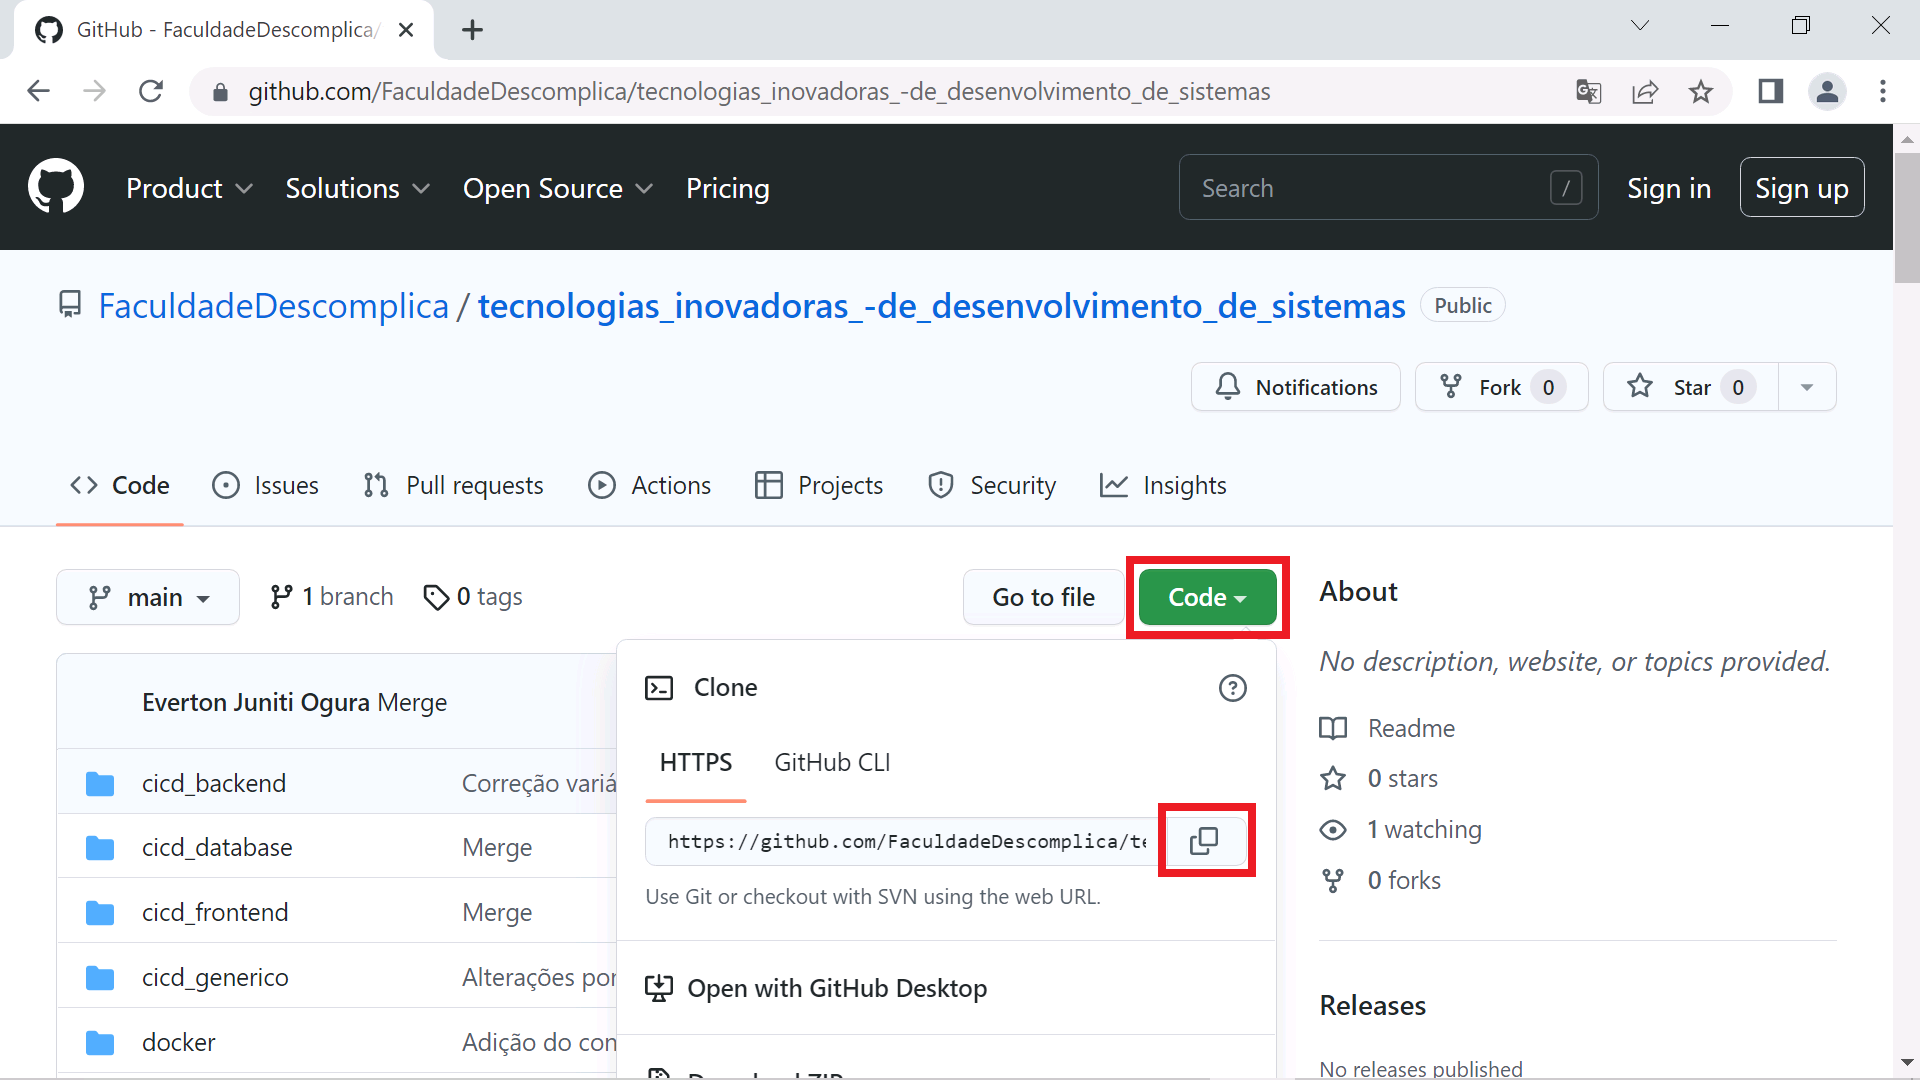 GitHub - FaculdadeDescomplica/
github.com/FaculdadeDescomplica/tecnologias_inovadoras_-de_desenvolvimento_de_sistemas
Product Solutions Open Source Pricing Search / Sign in Sign up
FaculdadeDescomplica / tecnologias_inovadoras_-de_desenvolvimento_de_sistemas Public
Notifications Fork 0 Star 0
Code Issues Pull requests Actions Projects Security Insights
main 1 branch 0 tags Go to file Code
Everton Juniti Ogura Merge
cicd_backend Correção variá
cicd_database Merge
cicd_frontend Merge
cicd_generico Alterações por
docker Adição do con
Clone
HTTPS GitHub CLI
https://github.com/FaculdadeDescomplica/te
Use Git or checkout with SVN using the web URL.
Open with GitHub Desktop
Download ZIP
About
No description, website, or topics provided.
Readme
0 stars
1 watching
0 forks
Releases
No releases published